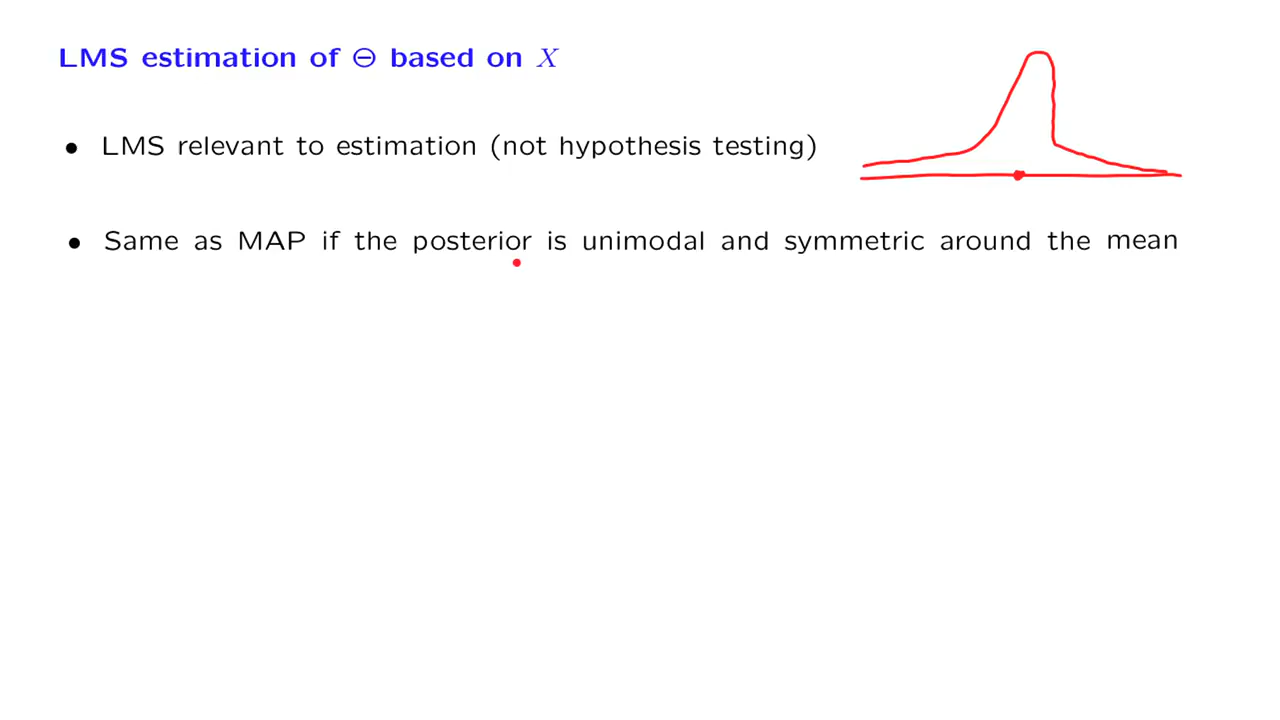 LMS estimation of Θ based on X
• LMS relevant to estimation (not hypothesis testing)
• Same as MAP if the posterior is unimodal and symmetric around the mean